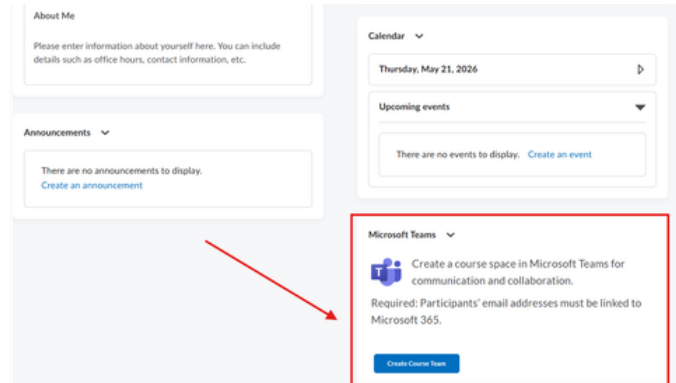 About Me
Please enter information about yourself here. You can include
details such as office hours, contact information, etc.
Announcements
There are no announcements to display.
Create an announcement
Calendar
Thursday, May 21, 2026
Upcoming events
There are no events to display. Create an event
Microsoft Teams
Create a course space in Microsoft Teams for
communication and collaboration.
Required: Participants' email addresses must be linked to
Microsoft 365.
Create Course Team